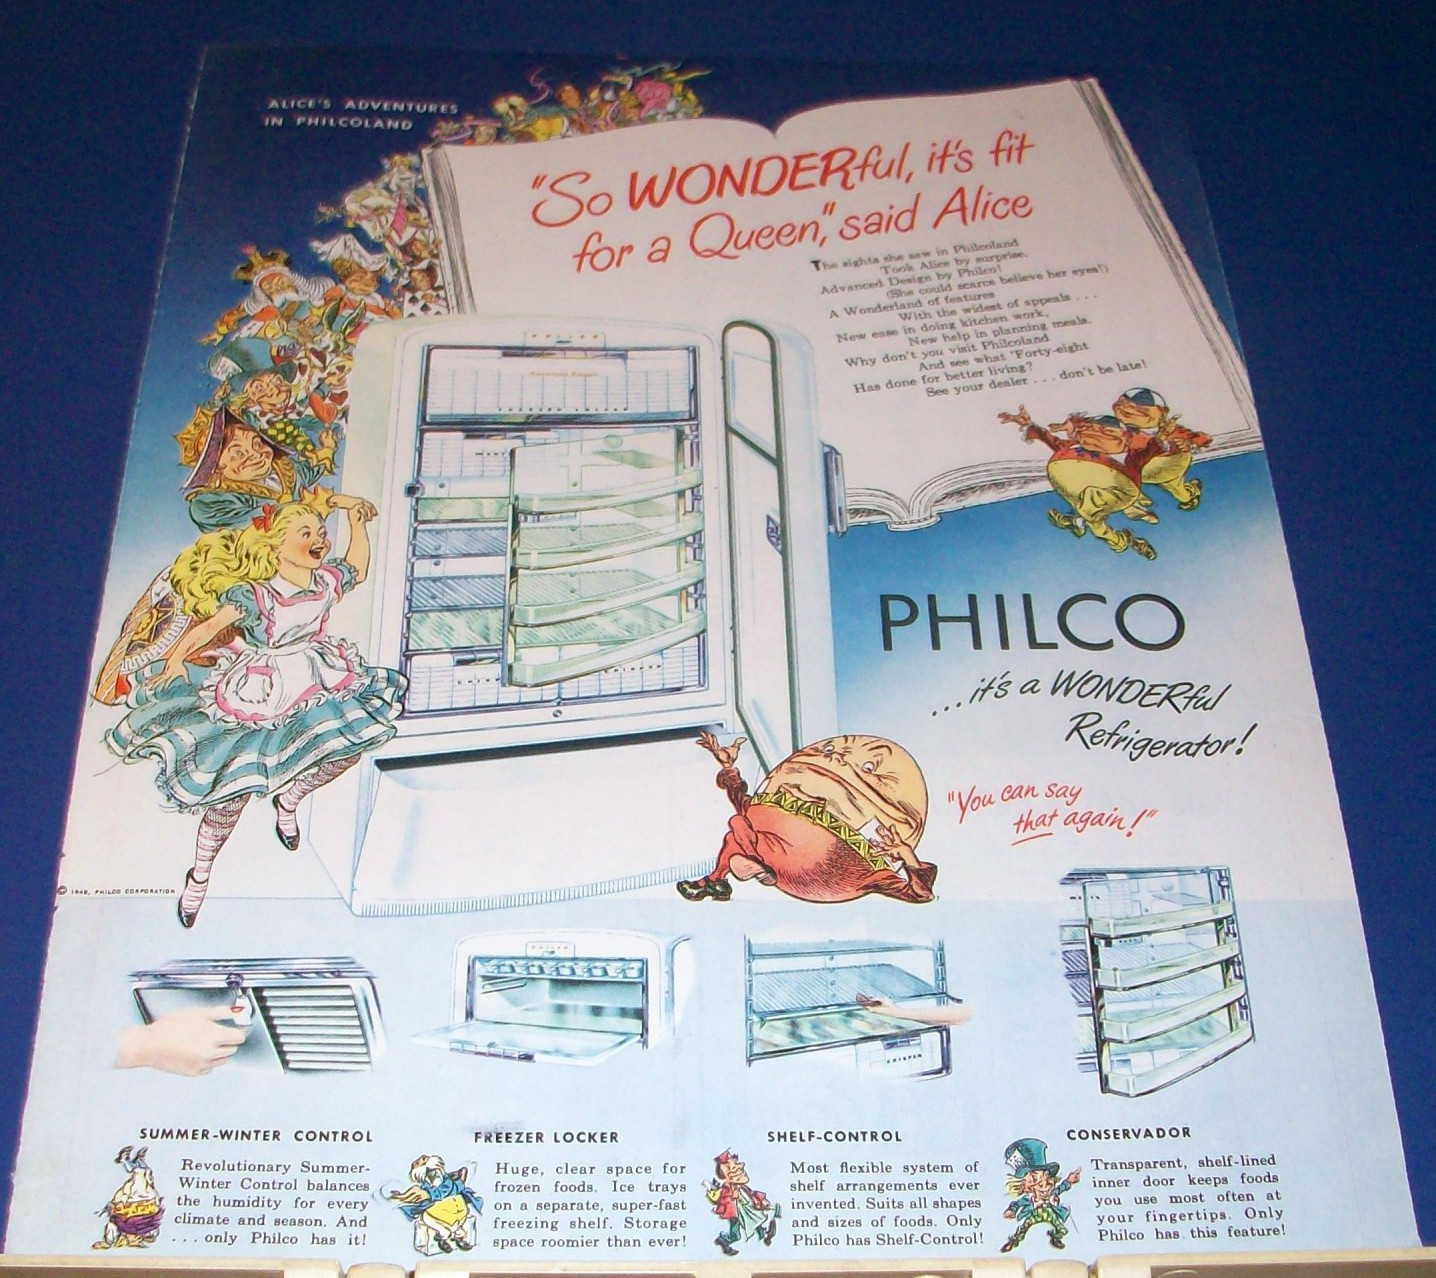 ALICE'S ADVENTURES
IN PHILCOLAND
"So WONDERful, it's fit
for a Queen," said Alice
The sights she saw in Philcoland
Took Alice by surprise.
Advanced Design by Philco!
(She could scarce believe her eyes!)
A Wonderland of features
With the widest of appeals . . .
New ease in doing kitchen work,
New help in planning meals.
Why don't you visit Philcoland
And see what 'Forty-eight
Has done for better living?
See your dealer . . . don't be late!
PHILCO
PHILCO
...it's a WONDERful
Refrigerator!
"You can say
that again!"
© 1948, PHILCO CORPORATION
PHILCO
CRISPER
SUMMER-WINTER CONTROL
Revolutionary Summer-
Winter Control balances
the humidity for every
climate and season. And
. . . only Philco has it!
FREEZER LOCKER
Huge, clear space for
frozen foods. Ice trays
on a separate, super-fast
freezing shelf. Storage
space roomier than ever!
SHELF-CONTROL
Most flexible system of
shelf arrangements ever
invented. Suits all shapes
and sizes of foods. Only
Philco has Shelf-Control!
CONSERVADOR
Transparent, shelf-lined
inner door keeps foods
you use most often at
your fingertips. Only
Philco has this feature!